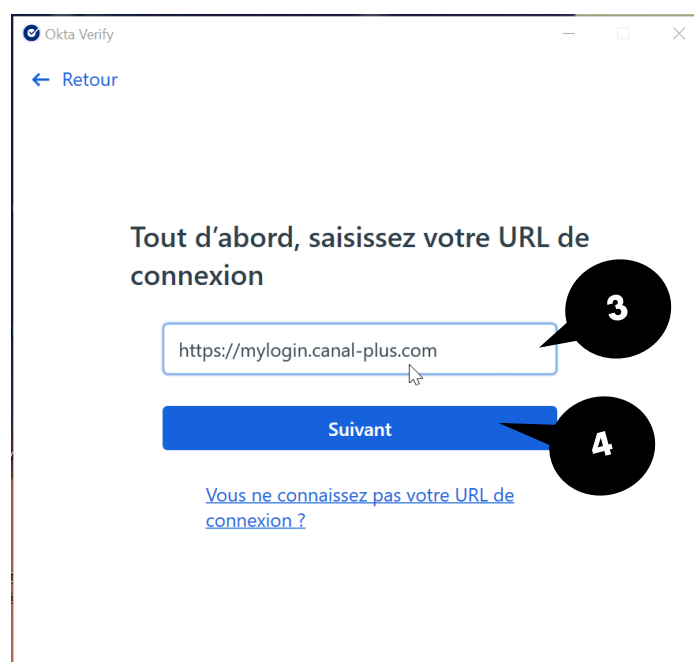 Okta Verify
← Retour
Tout d’abord, saisissez votre URL de
connexion
3
https://mylogin.canal-plus.com
Suivant
4
Vous ne connaissez pas votre URL de
connexion ?